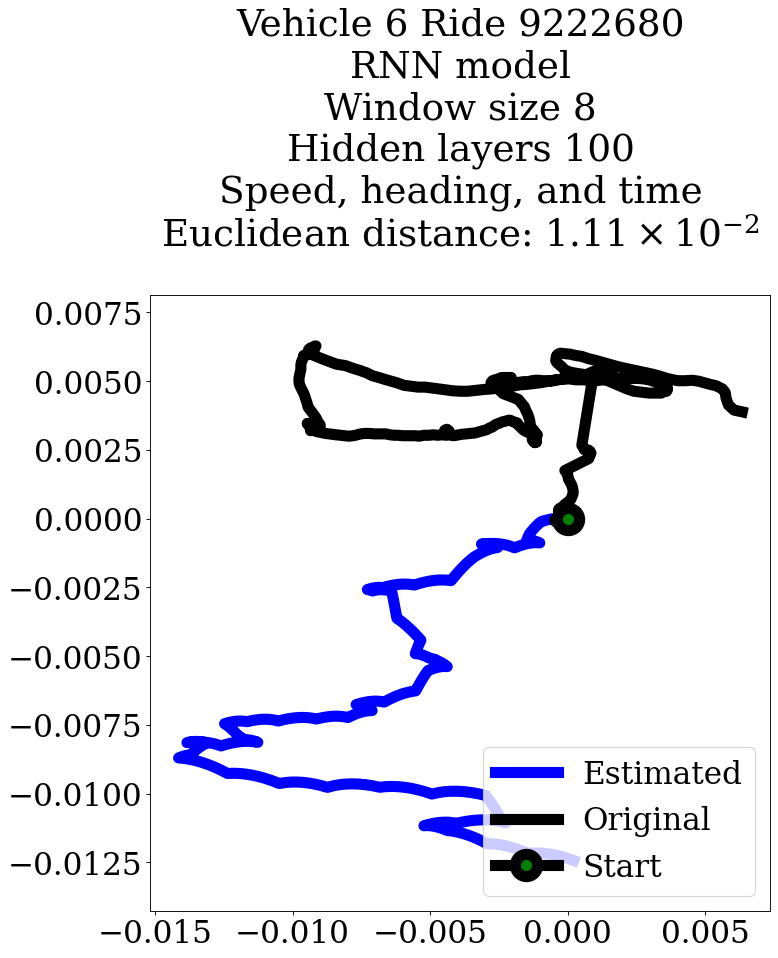 Vehicle 6 Ride 9222680
RNN model
Window size 8
Hidden layers 100
Speed, heading, and time
Euclidean distance: 1.11 × 10⁻²
0.0075
0.0050
0.0025
0.0000
−0.0025
−0.0050
−0.0075
−0.0100
−0.0125
Estimated
Original
Start
−0.015 −0.010 −0.005 0.000 0.005